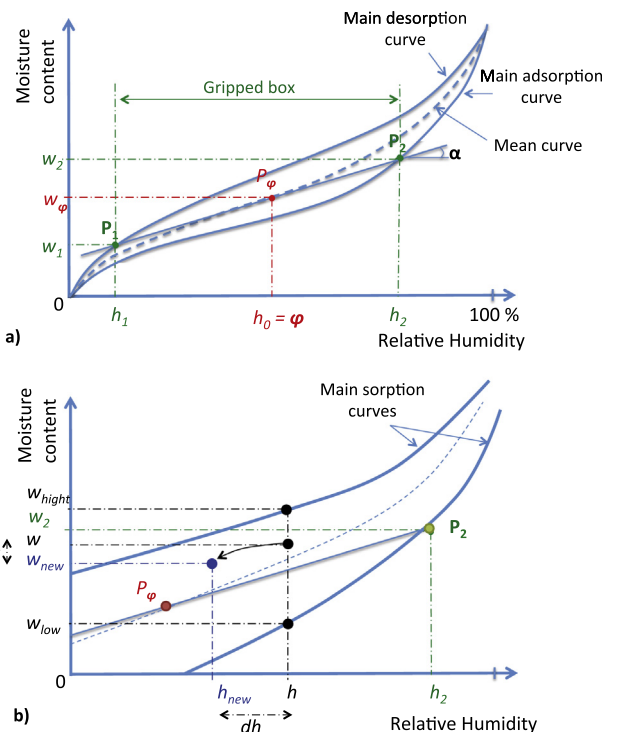 Moisture
content
Main desorption
curve
Gripped box
Main adsorption
curve
Mean curve
w2
P2
α
Pφ
wφ
P1
w1
0
h1
h0 = φ
h2
100 %
Relative Humidity
a)
Moisture
content
Main sorption
curves
whight
w2
P2
w
wnew
Pφ
wlow
0
hnew
h
h2
dh
Relative Humidity
b)